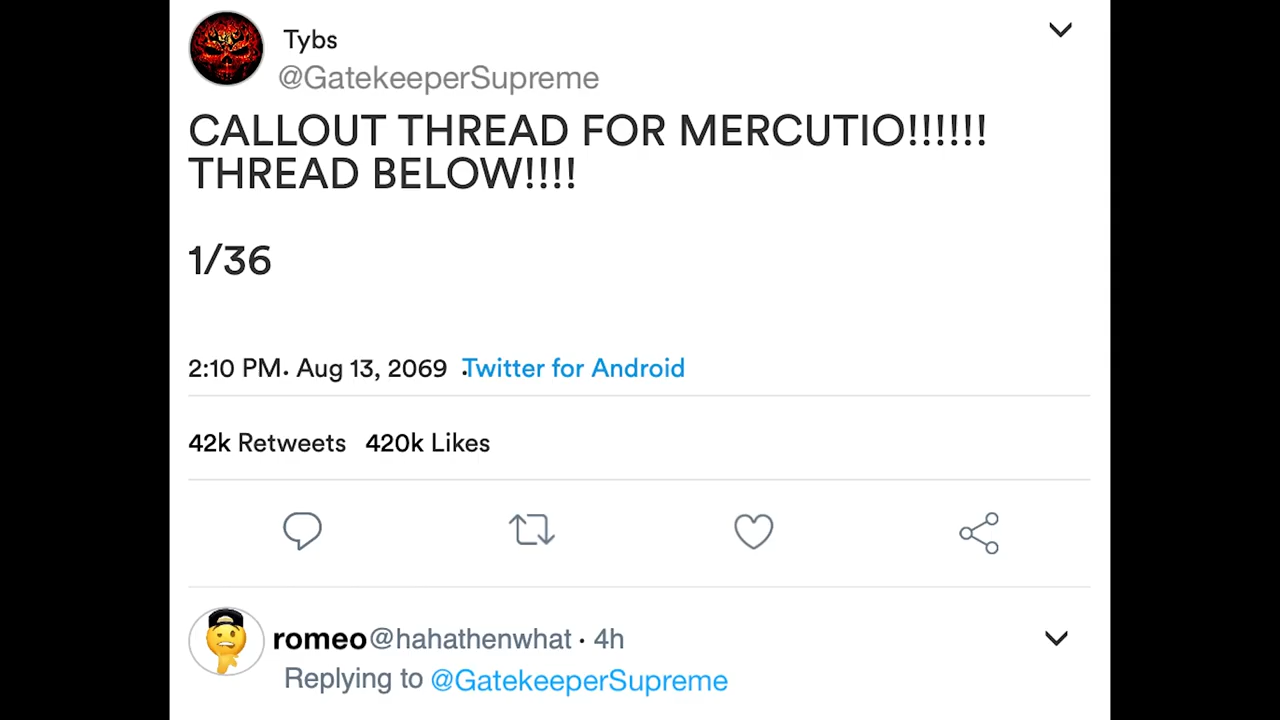 Tybs
@GatekeeperSupreme
CALLOUT THREAD FOR MERCUTIO!!!!!!
THREAD BELOW!!!!
1/36
2:10 PM. Aug 13, 2069 .Twitter for Android
42k Retweets 420k Likes
romeo@hahathenwhat · 4h
Replying to @GatekeeperSupreme